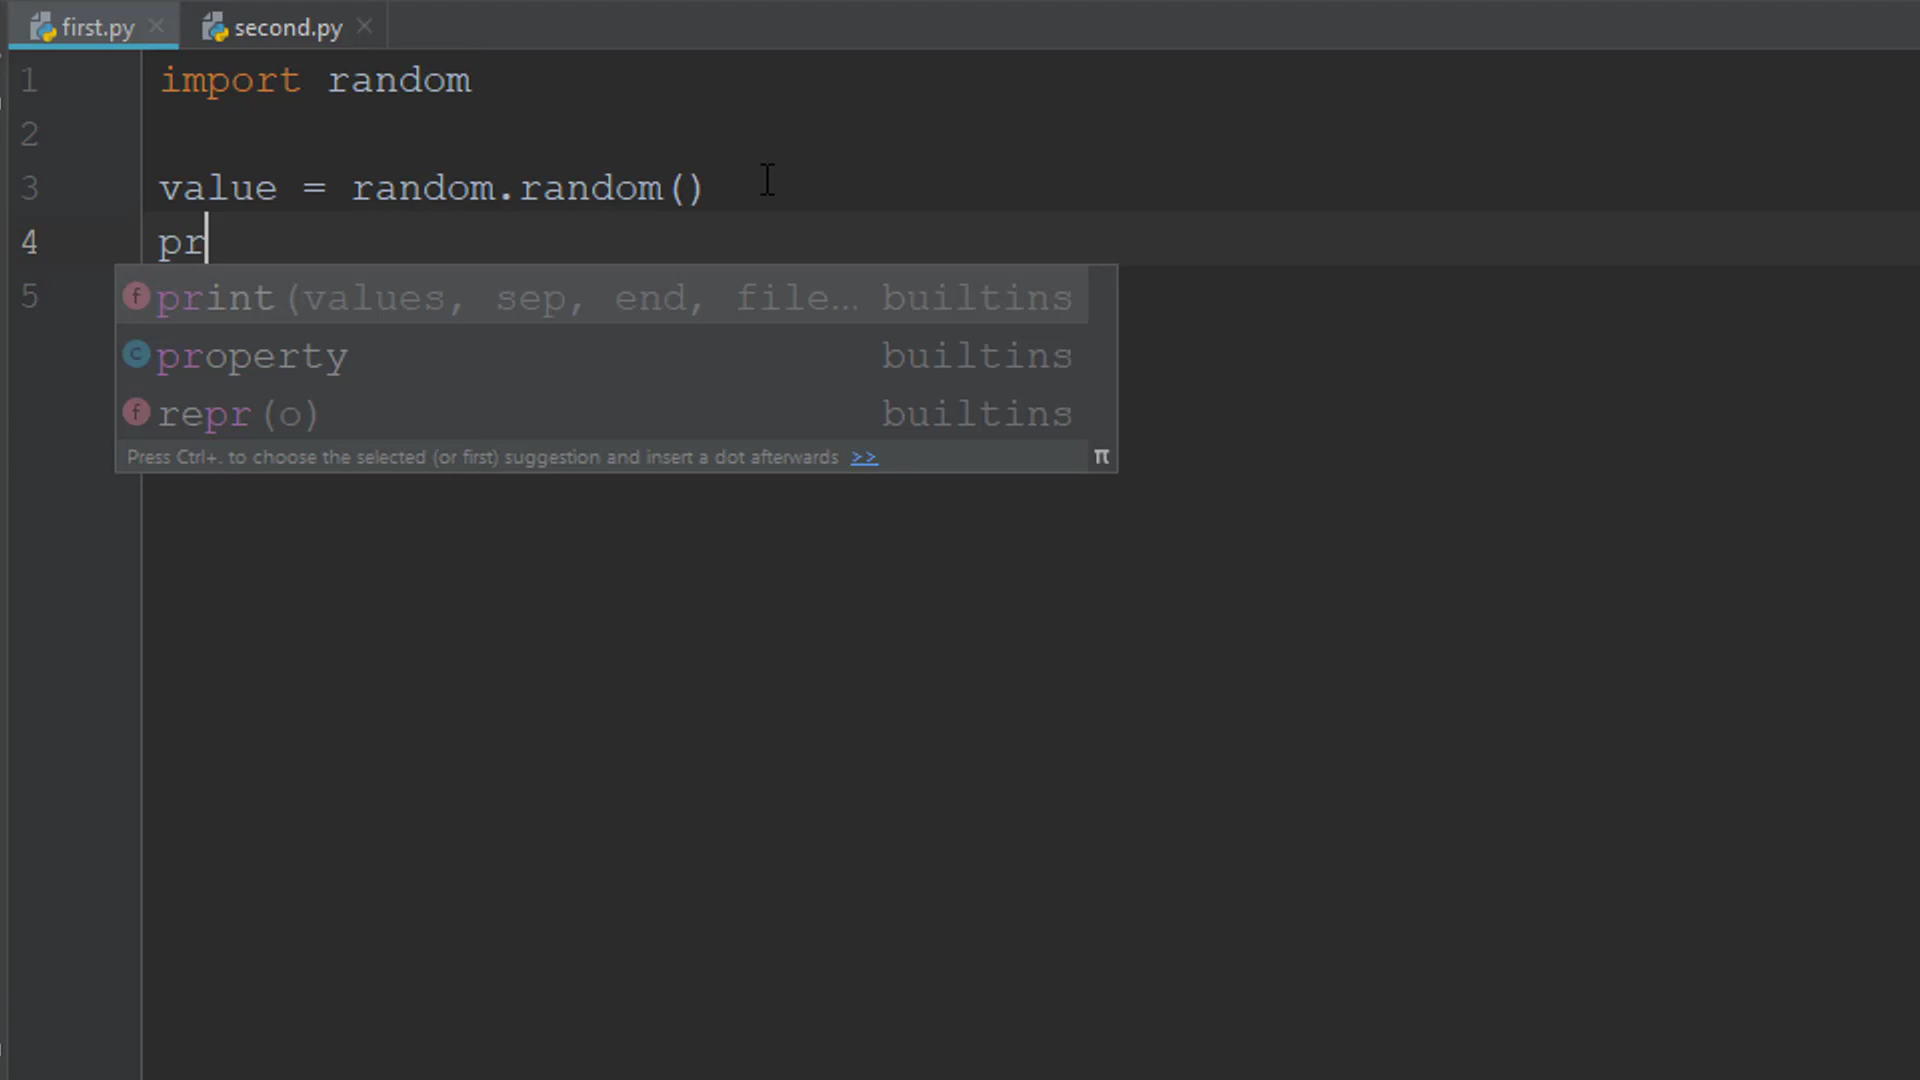 first.py
second.py
1 import random
2
3 value = random.random()
4 pr
5
f print(values, sep, end, file… builtins
c property builtins
f repr(o) builtins
Press Ctrl+. to choose the selected (or first) suggestion and insert a dot afterwards >> π